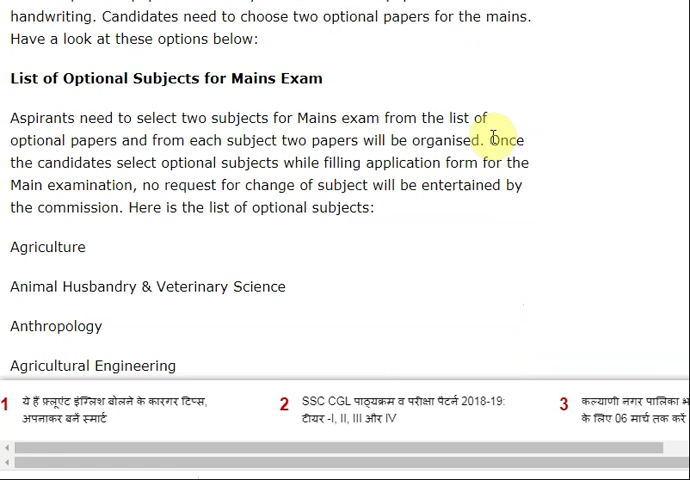 handwriting. Candidates need to choose two optional papers for the mains.
Have a look at these options below:
List of Optional Subjects for Mains Exam
Aspirants need to select two subjects for Mains exam from the list of
optional papers and from each subject two papers will be organised. Once
the candidates select optional subjects while filling application form for the
Main examination, no request for change of subject will be entertained by
the commission. Here is the list of optional subjects:
Agriculture
Animal Husbandry & Veterinary Science
Anthropology
Agricultural Engineering
1 ये हैं फ़्लूएंट इंग्लिश बोलने के कारगर टिप्स,
अपनाकर बनें स्मार्ट
2 SSC CGL पाठ्यक्रम व परीक्षा पैटर्न 2018-19:
टीयर -I, II, III और IV
3 कल्याणी नगर पालिका
के लिए 06 मार्च तक करें